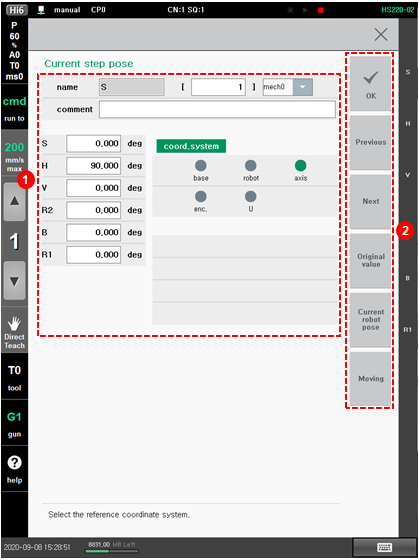 Hi6 manual CP0 CN:1 SQ:1 HS220-02
P
60
%
A0
T0
ms0
cmd
run to
200
mm/s
max
1
Direct
Teach
T0
tool
G1
gun
help
Current step pose
name S [ 1 ] mech0
comment
S 0,000 deg
H 90,000 deg
V 0,000 deg
R2 0,000 deg
B 0,000 deg
R1 0,000 deg
coord,system
base robot axis
enc, U
1
OK
Previous
Next
Original
value
Current
robot
pose
Moving
2
S
H
V
B
R1
Select the reference coordinate system,
2020-09-08 15:28:51 8831,00 MB Left